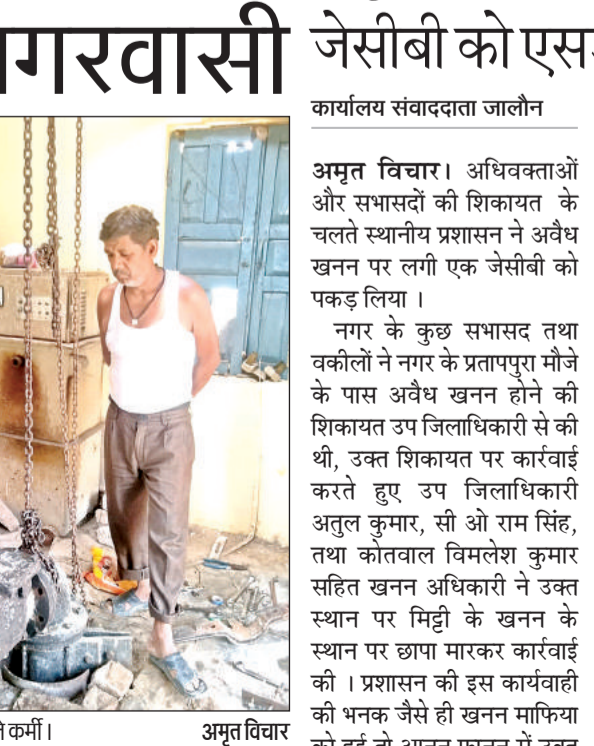 गरवासी
कर्मी।
अमृत विचार
जेसीबी को
कार्यालय संवाददाता जालौन
अमृत विचार। अधिवक्ताओं
और सभासदों की शिकायत के
चलते स्थानीय प्रशासन ने अवैध
खनन पर लगी एक जेसीबी को
पकड़ लिया ।
नगर के कुछ सभासद तथा
वकीलों ने नगर के प्रतापपुरा मौजे
के पास अवैध खनन होने की
शिकायत उप जिलाधिकारी से की
थी, उक्त शिकायत पर कार्रवाई
करते हुए उप जिलाधिकारी
अतुल कुमार, सी ओ राम सिंह,
तथा कोतवाल विमलेश कुमार
सहित खनन अधिकारी ने उक्त
स्थान पर मिट्टी के खनन के
स्थान पर छापा मारकर कार्रवाई
की । प्रशासन की इस कार्यवाही
की भनक जैसे ही खनन माफिया
को हुई तो आनन फानन में उक्त